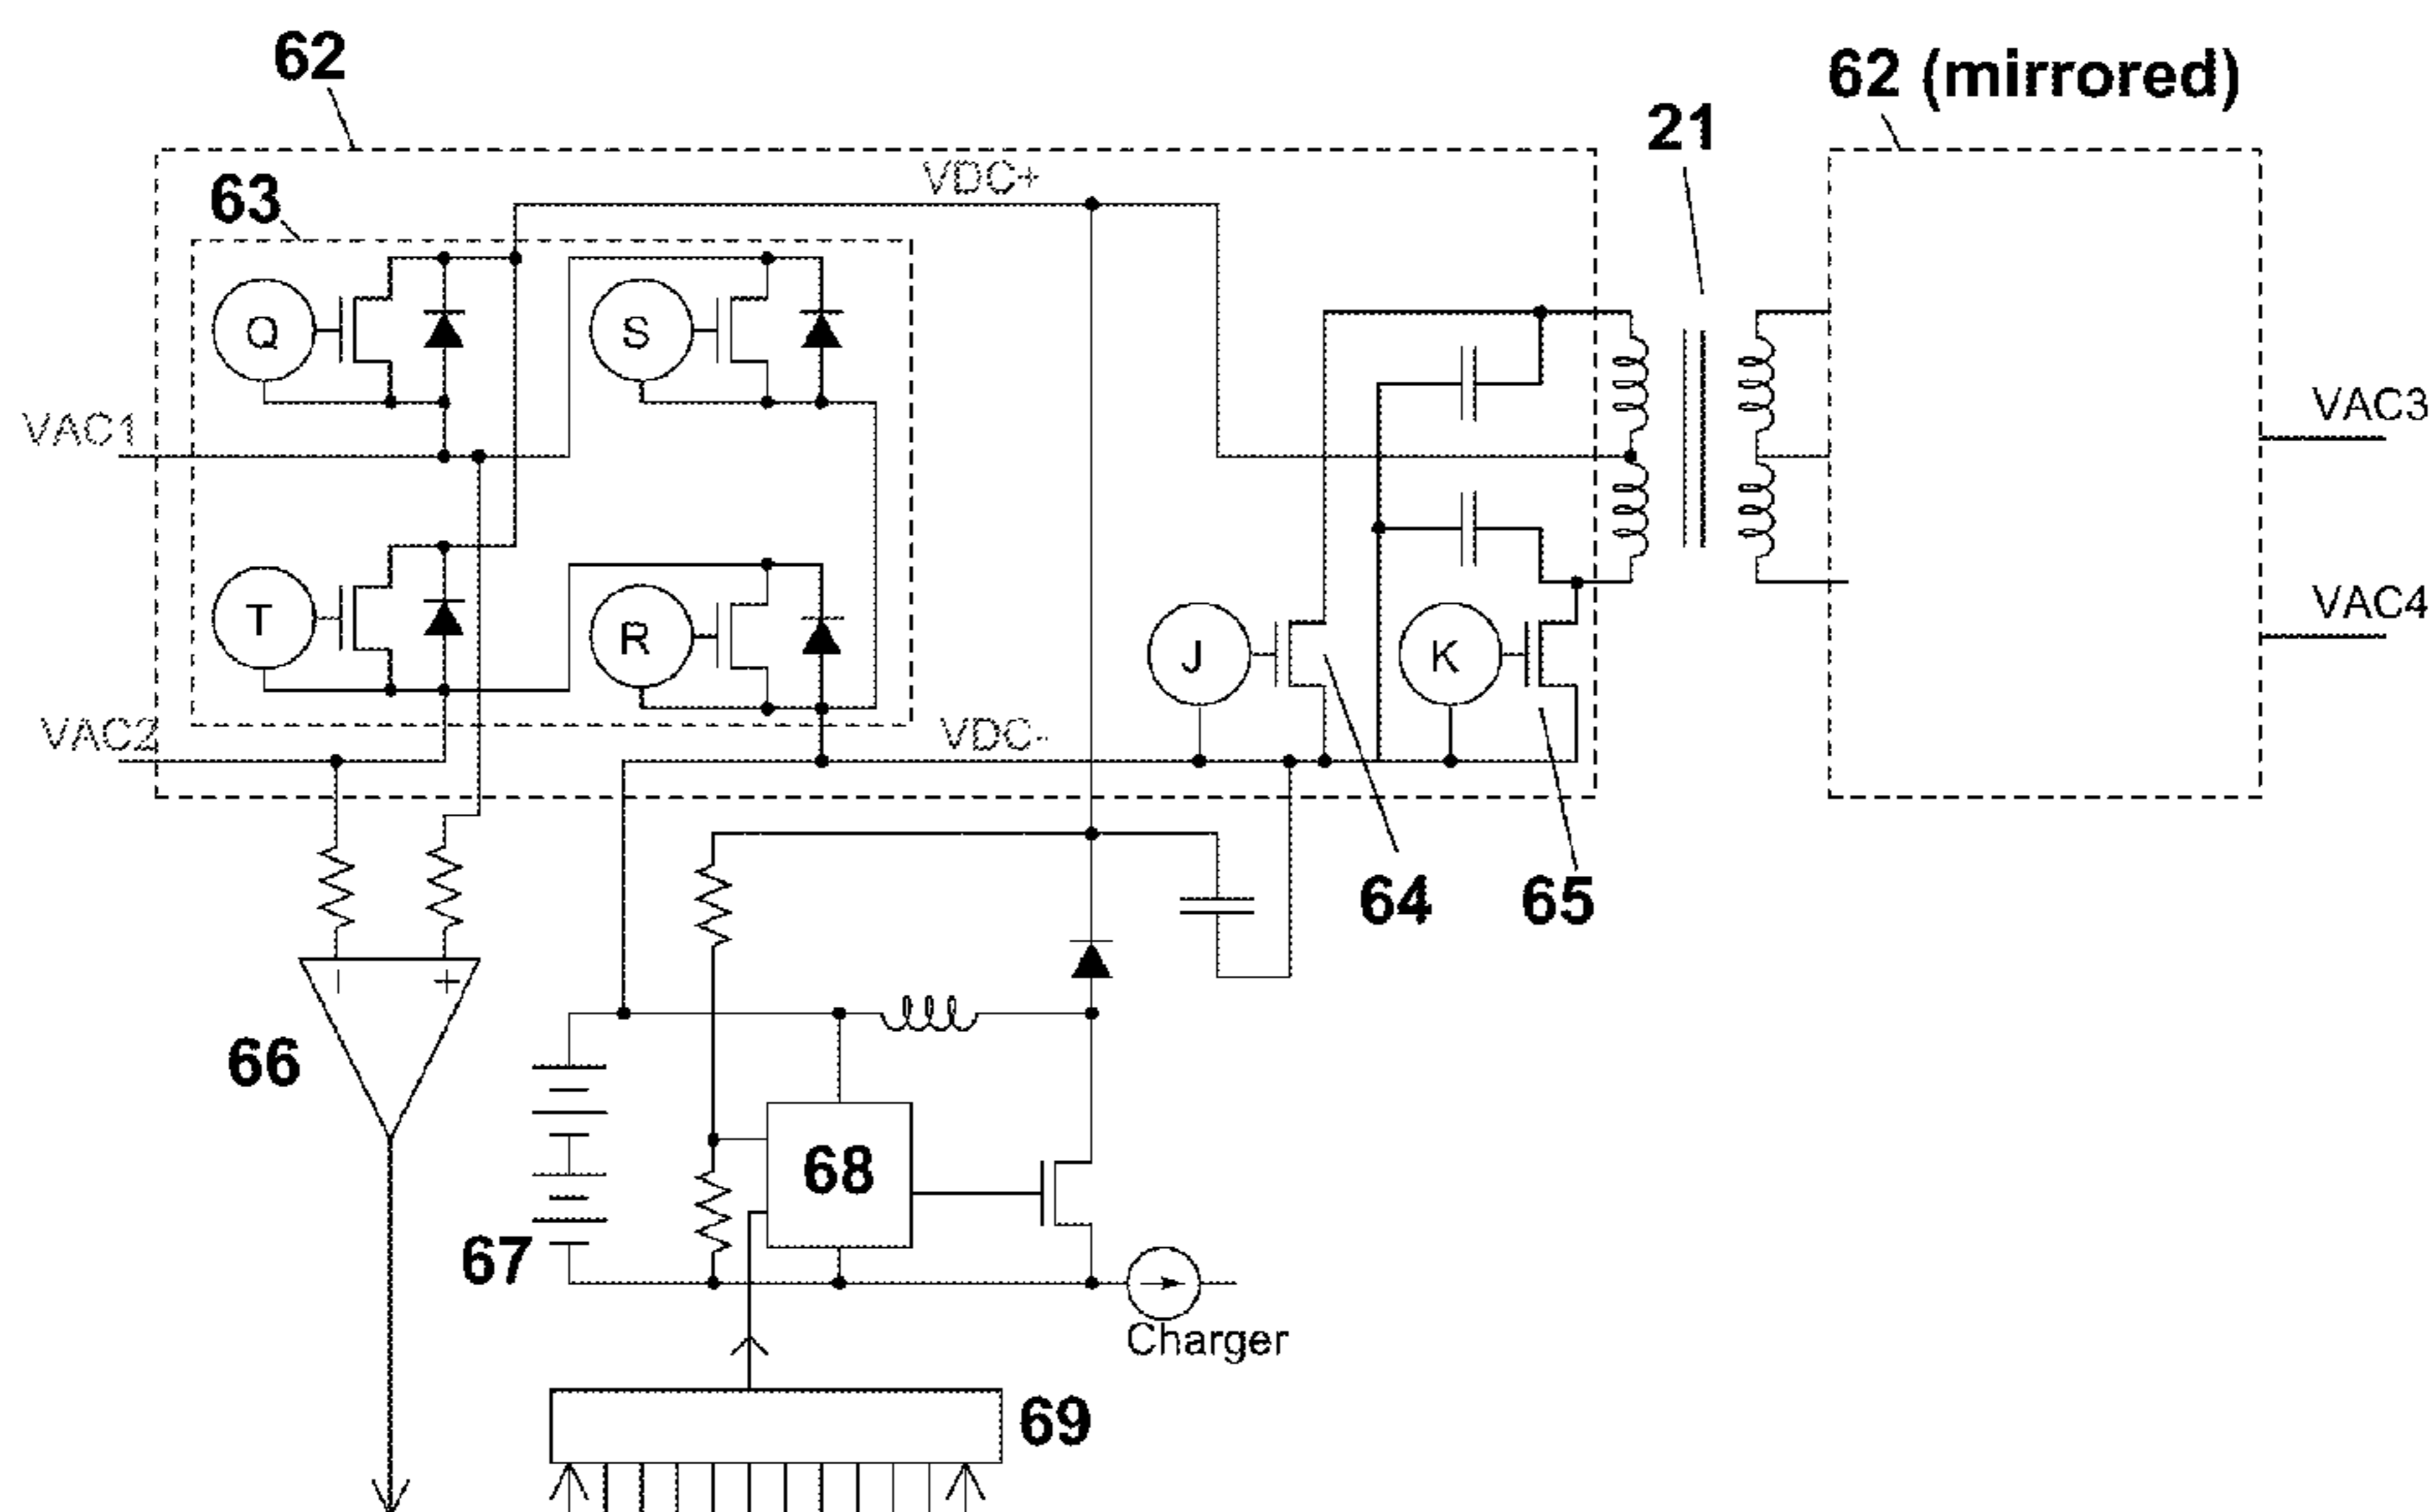 62
62 (mirrored)
21
VDC+
63
Q
S
VAC1
VAC3
T
R
J
K
VAC4
VAC2
VDC-
64
65
−
+
66
68
67
Charger
69